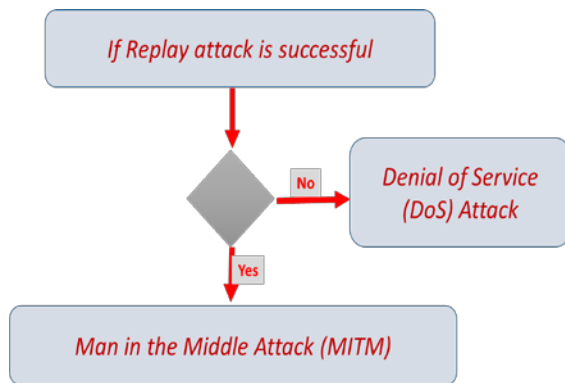 If Replay attack is successful
No
Denial of Service
(DoS) Attack
Yes
Man in the Middle Attack (MITM)